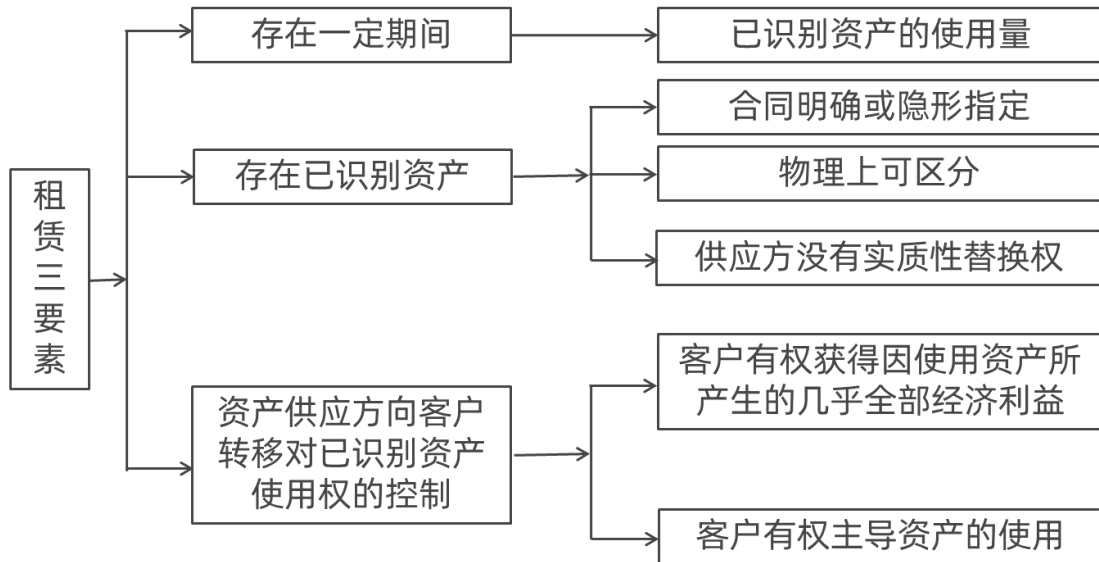 租
赁
三
要
素
存在一定期间
已识别资产的使用量
存在已识别资产
合同明确或隐形指定
物理上可区分
供应方没有实质性替换权
资产供应方向客户
转移对已识别资产
使用权的控制
客户有权获得因使用资产所
产生的几乎全部经济利益
客户有权主导资产的使用